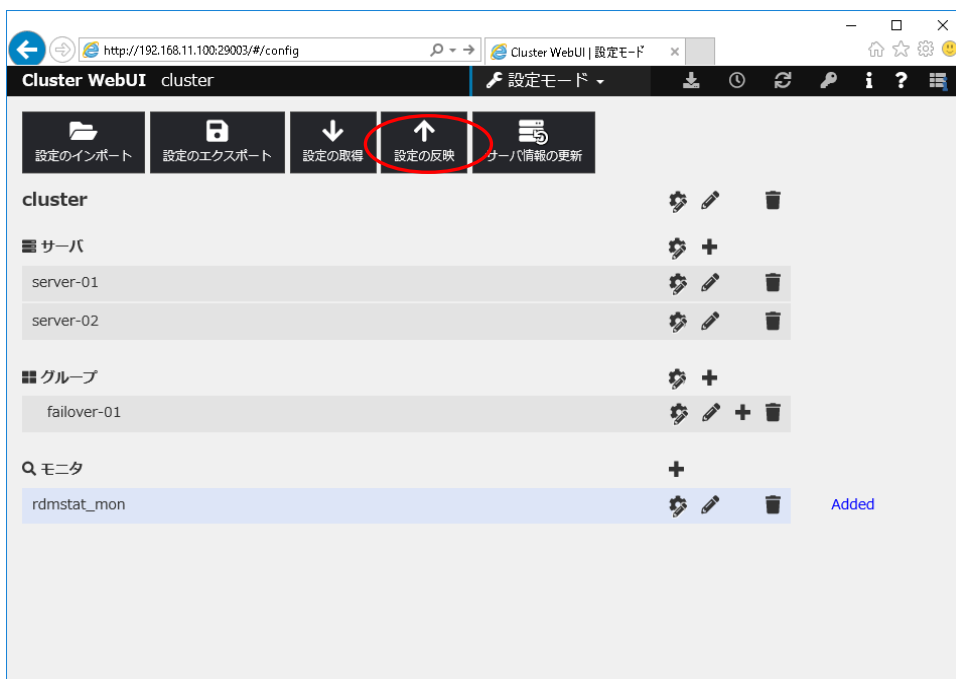 http://192.168.11.100:29003/#/config
Cluster WebUI | 設定モード
Cluster WebUI cluster 設定モード
設定のインポート 設定のエクスポート 設定の取得 設定の反映 サーバ情報の更新
cluster
サーバ
server-01
server-02
グループ
failover-01
モニタ
rdmstat_mon Added